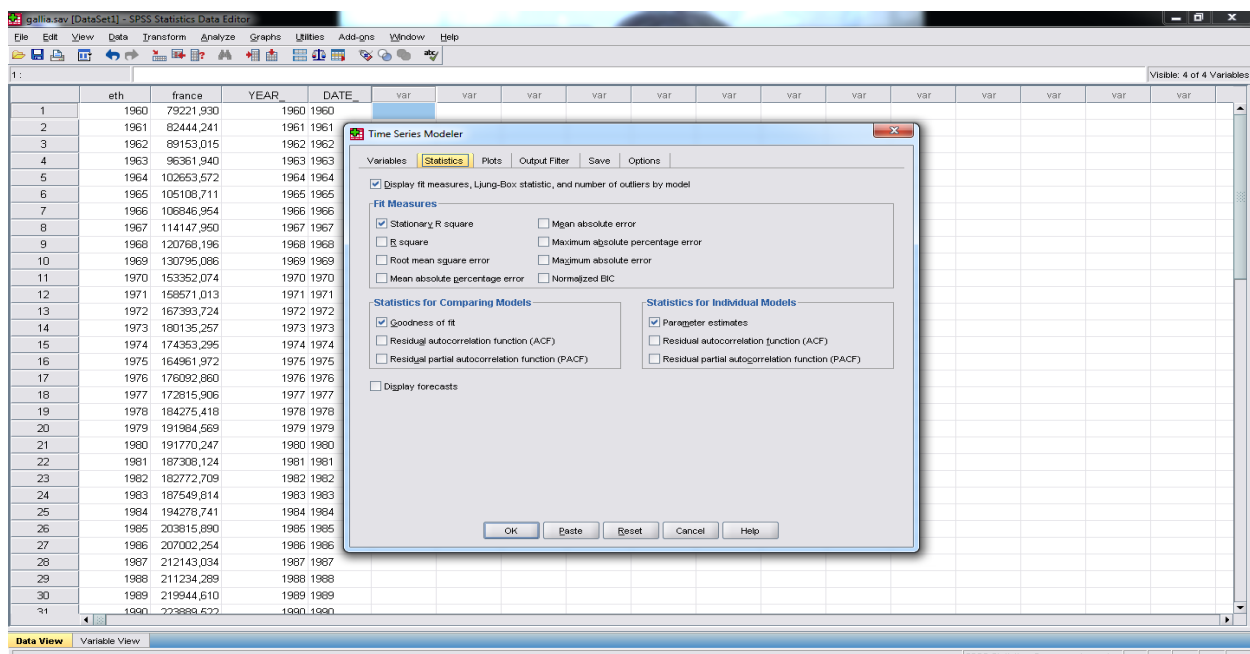 gallia.sav [DataSet1] - SPSS Statistics Data Editor
File Edit View Data Transform Analyze Graphs Utilities Add-ons Window Help
1 :
Visible: 4 of 4 Variables
eth france YEAR_ DATE_ var var var var var var var var var var
1 1960 79221,930 1960 1960
2 1961 82444,241 1961 1961
3 1962 89153,015 1962 1962
4 1963 96361,940 1963 1963
5 1964 102653,572 1964 1964
6 1965 105108,711 1965 1965
7 1966 106846,954 1966 1966
8 1967 114147,950 1967 1967
9 1968 120768,196 1968 1968
10 1969 130795,086 1969 1969
11 1970 153352,074 1970 1970
12 1971 158571,013 1971 1971
13 1972 167393,724 1972 1972
14 1973 180135,257 1973 1973
15 1974 174353,295 1974 1974
16 1975 164961,972 1975 1975
17 1976 176092,860 1976 1976
18 1977 172815,906 1977 1977
19 1978 184275,418 1978 1978
20 1979 191984,569 1979 1979
21 1980 191770,247 1980 1980
22 1981 187308,124 1981 1981
23 1982 182772,709 1982 1982
24 1983 187549,814 1983 1983
25 1984 194278,741 1984 1984
26 1985 203815,890 1985 1985
27 1986 207002,254 1986 1986
28 1987 212143,034 1987 1987
29 1988 211234,289 1988 1988
30 1989 219944,610 1989 1989
31 1990 223889,522 1990 1990
Time Series Modeler
Variables Statistics Plots Output Filter Save Options
Display fit measures, Ljung-Box statistic, and number of outliers by model
Fit Measures
Stationary R square Mean absolute error
R square Maximum absolute percentage error
Root mean square error Maximum absolute error
Mean absolute percentage error Normalized BIC
Statistics for Comparing Models
Goodness of fit
Residual autocorrelation function (ACF)
Residual partial autocorrelation function (PACF)
Statistics for Individual Models
Parameter estimates
Residual autocorrelation function (ACF)
Residual partial autocorrelation function (PACF)
Display forecasts
OK Paste Reset Cancel Help
Data View Variable View